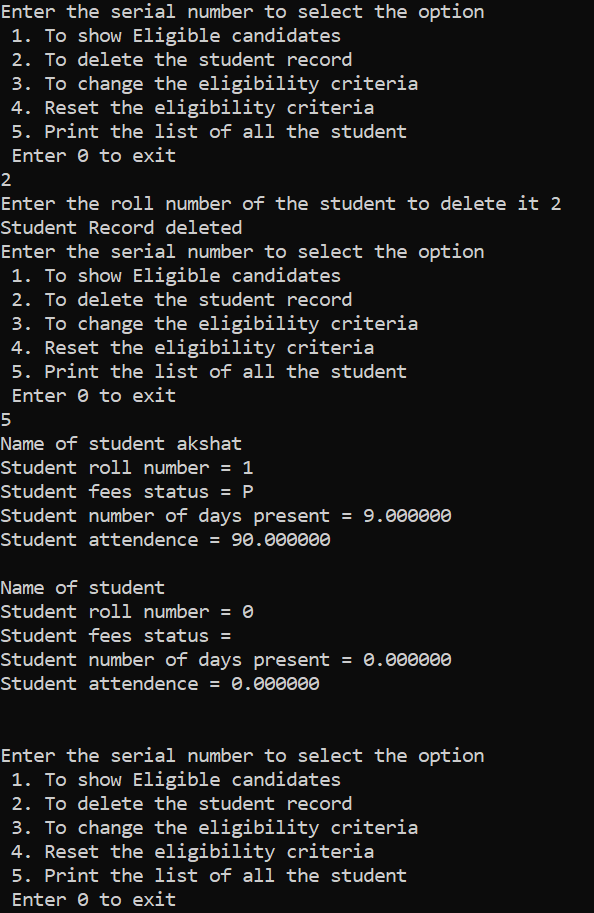 Enter the serial number to select the option
1. To show Eligible candidates
2. To delete the student record
3. To change the eligibility criteria
4. Reset the eligibility criteria
5. Print the list of all the student
Enter 0 to exit
2
Enter the roll number of the student to delete it 2
Student Record deleted
Enter the serial number to select the option
1. To show Eligible candidates
2. To delete the student record
3. To change the eligibility criteria
4. Reset the eligibility criteria
5. Print the list of all the student
Enter 0 to exit
5
Name of student akshat
Student roll number = 1
Student fees status = P
Student number of days present = 9.000000
Student attendence = 90.000000
Name of student
Student roll number = 0
Student fees status =
Student number of days present = 0.000000
Student attendence = 0.000000
Enter the serial number to select the option
1. To show Eligible candidates
2. To delete the student record
3. To change the eligibility criteria
4. Reset the eligibility criteria
5. Print the list of all the student
Enter 0 to exit